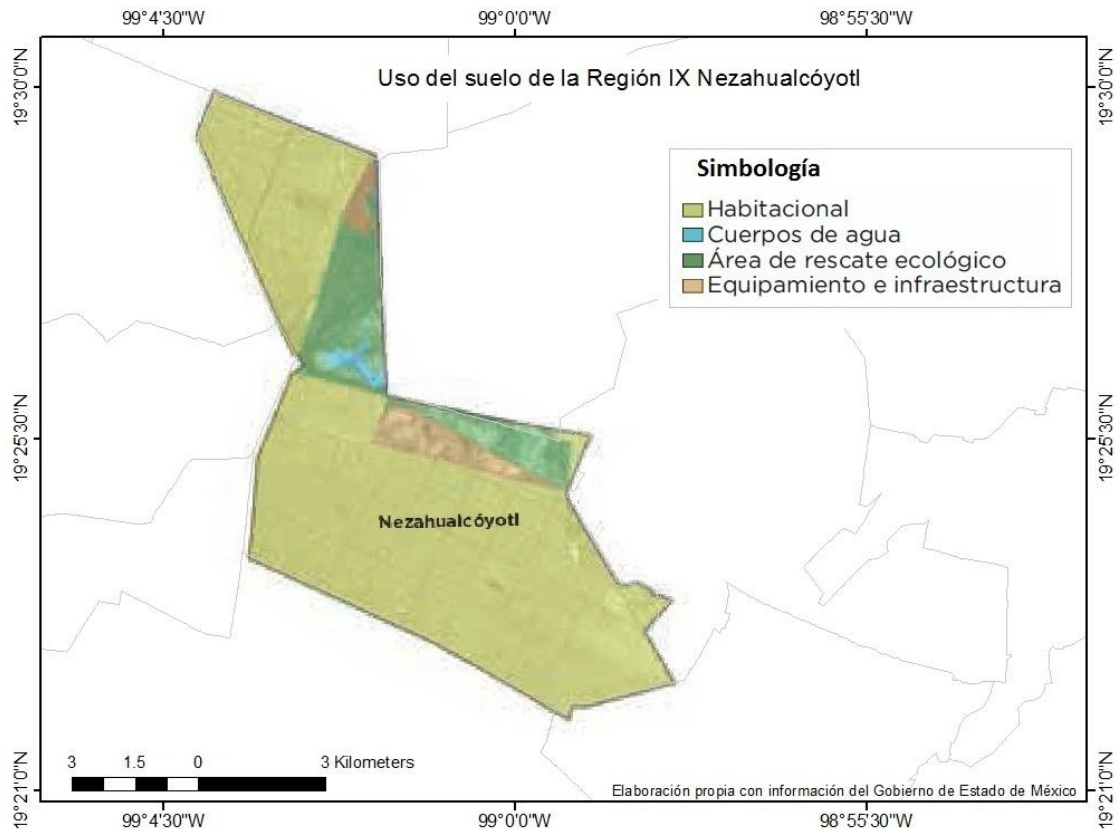 99°4'30"W 99°0'0"W 98°55'30"W
Uso del suelo de la Región IX Nezahualcóyotl
19°30'0"N 19°30'0"N
Simbología
Habitacional
Cuerpos de agua
Área de rescate ecológico
Equipamiento e infraestructura
19°25'30"N 19°25'30"N
Nezahualcóyotl
3 1.5 0 3 Kilometers
Elaboración propia con información del Gobierno de Estado de México
19°21'0"N 19°21'0"N
99°4'30"W 99°0'0"W 98°55'30"W